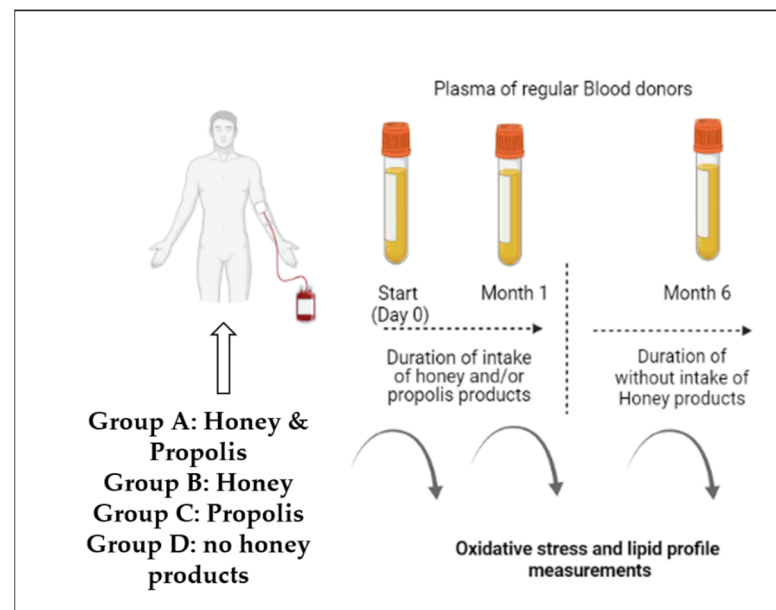 Plasma of regular Blood donors
Start
(Day 0)
Month 1
Month 6
Duration of intake
of honey and/or
propolis products
Duration of
without intake of
Honey products
Group A: Honey &
Propolis
Group B: Honey
Group C: Propolis
Group D: no honey
products
Oxidative stress and lipid profile
measurements